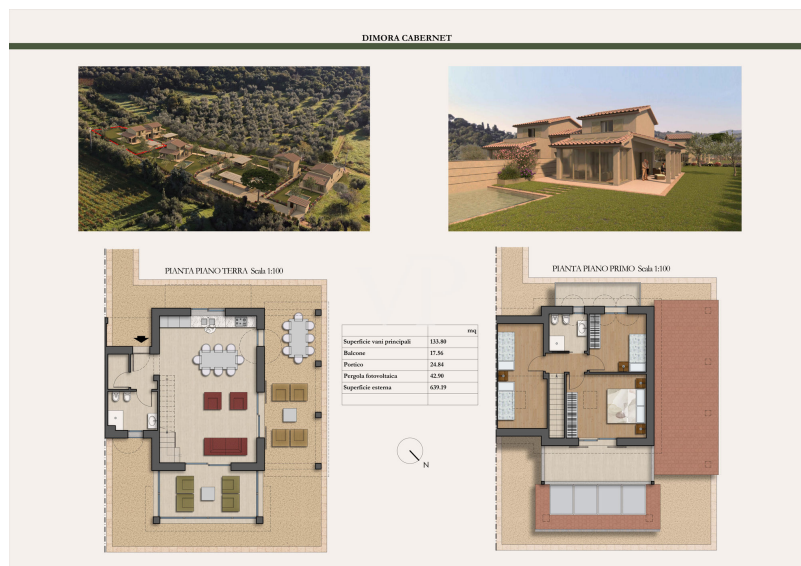 DIMORA CABERNET
PIANTA PIANO TERRA Scala 1:100
PIANTA PIANO PRIMO Scala 1:100
mq
Superficie vani principali 133.80
Balcone 17.56
Portico 24.84
Pergola fotovoltaica 42.90
Superficie esterna 639.19
N